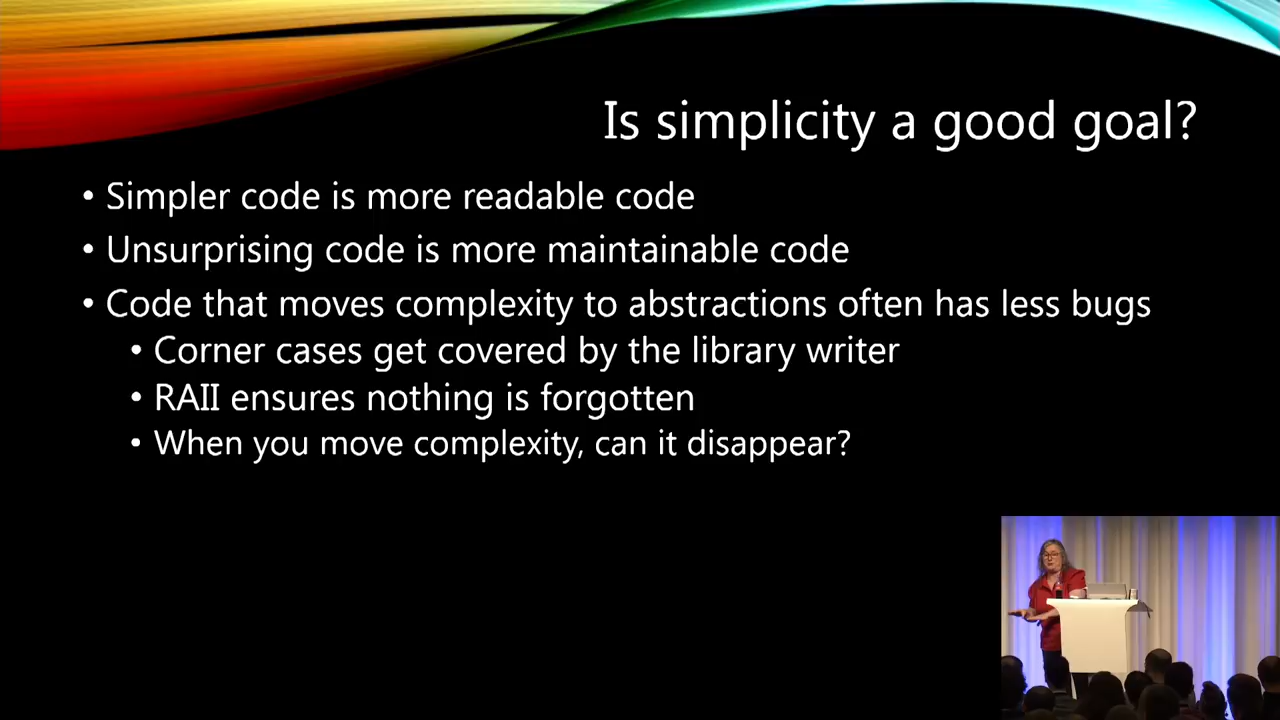 Is simplicity a good goal?
• Simpler code is more readable code
• Unsurprising code is more maintainable code
• Code that moves complexity to abstractions often has less bugs
• Corner cases get covered by the library writer
• RAII ensures nothing is forgotten
• When you move complexity, can it disappear?